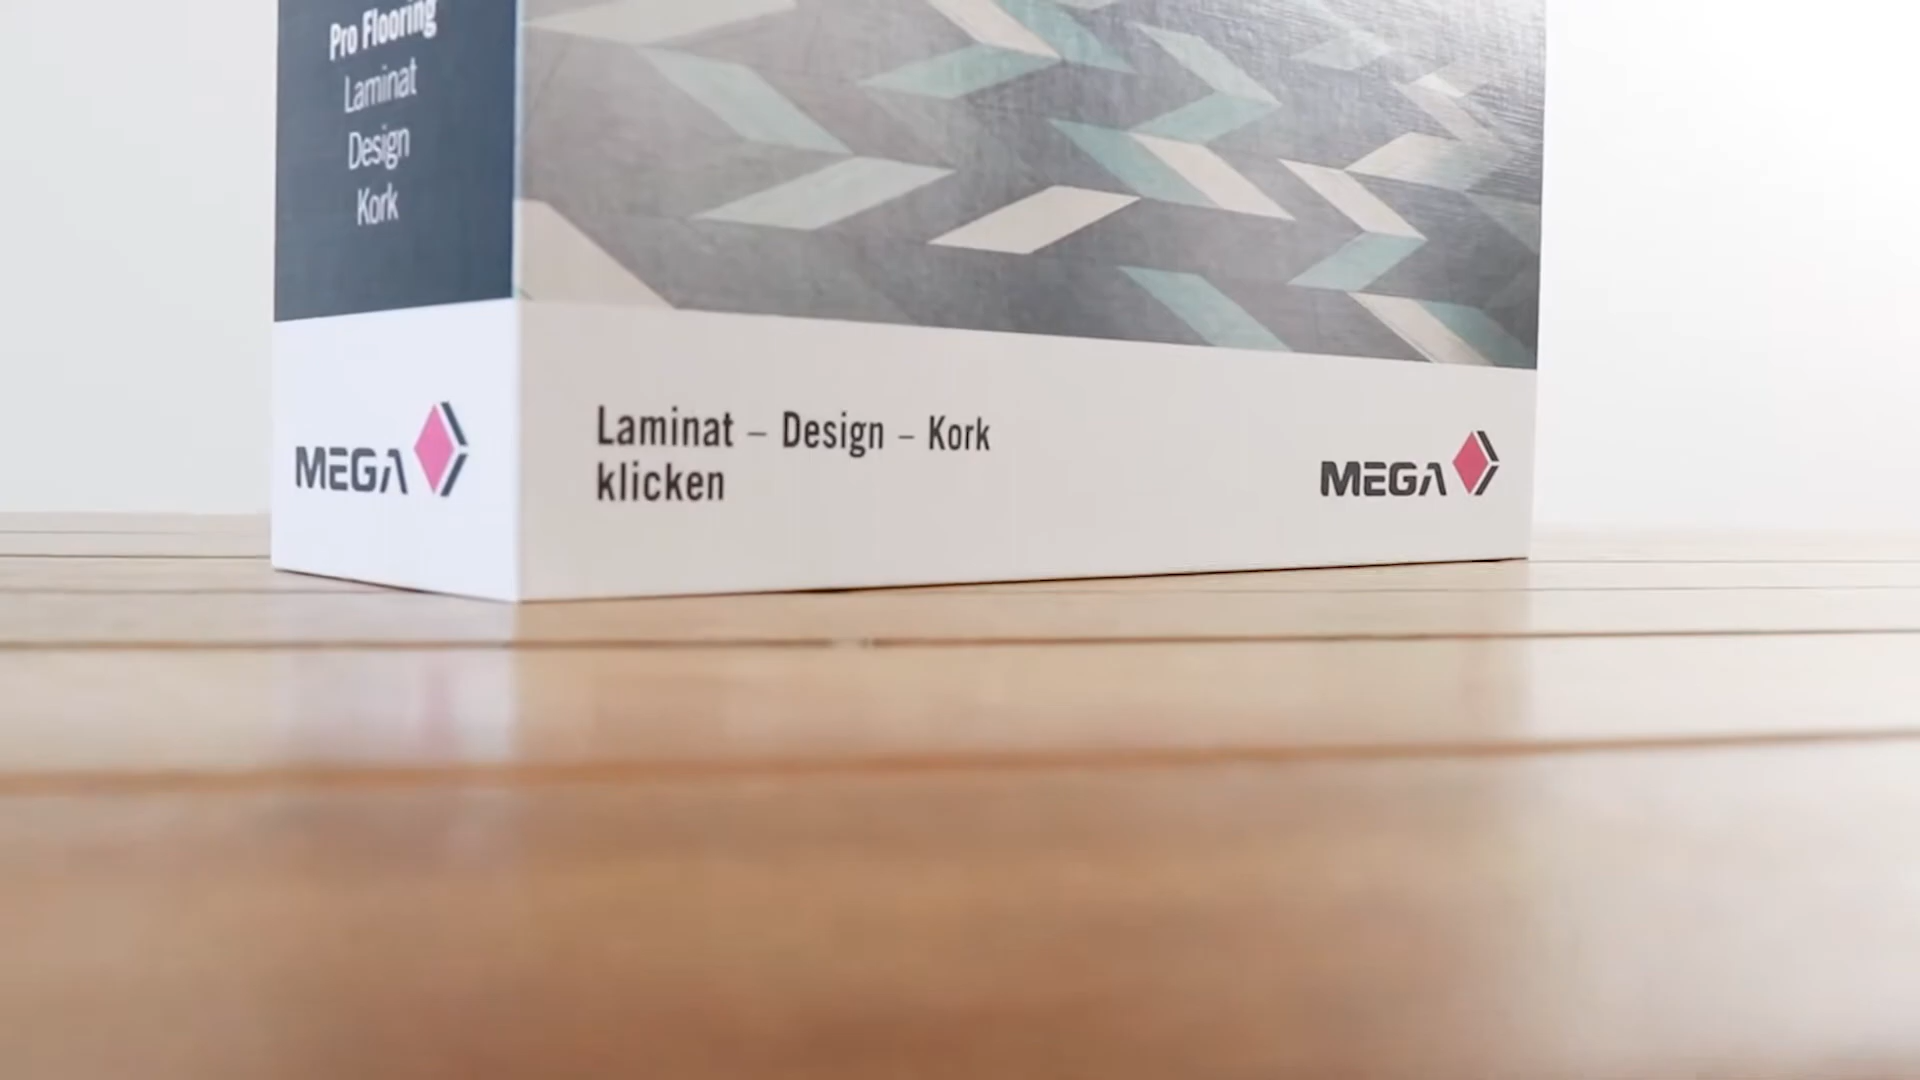 Pro Flooring
Laminat
Design
Kork
MEGA
Laminat – Design – Kork
klicken
MEGA